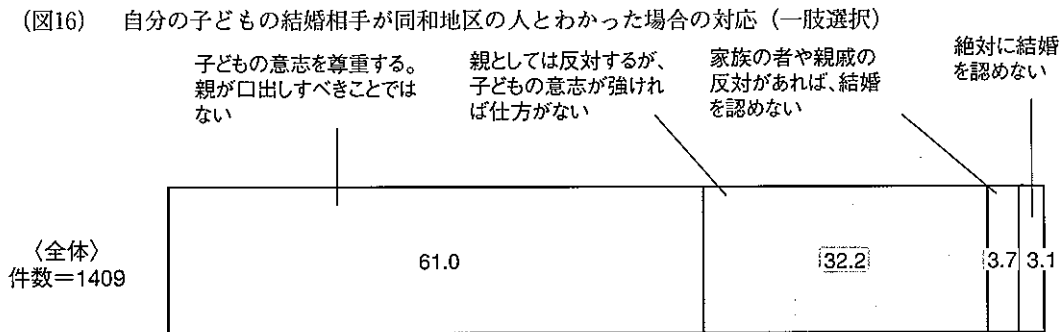 (図16) 自分の子どもの結婚相手が同和地区の人とわかった場合の対応(一肢選択)
子どもの意志を尊重する。
親が口出しすべきことでは
ない
親としては反対するが、
子どもの意志が強けれ
ば仕方がない
家族の者や親戚の
反対があれば、結婚
を認めない
絶対に結婚
を認めない
〈全体〉
件数=1409
61.0
32.2
3.7
3.1